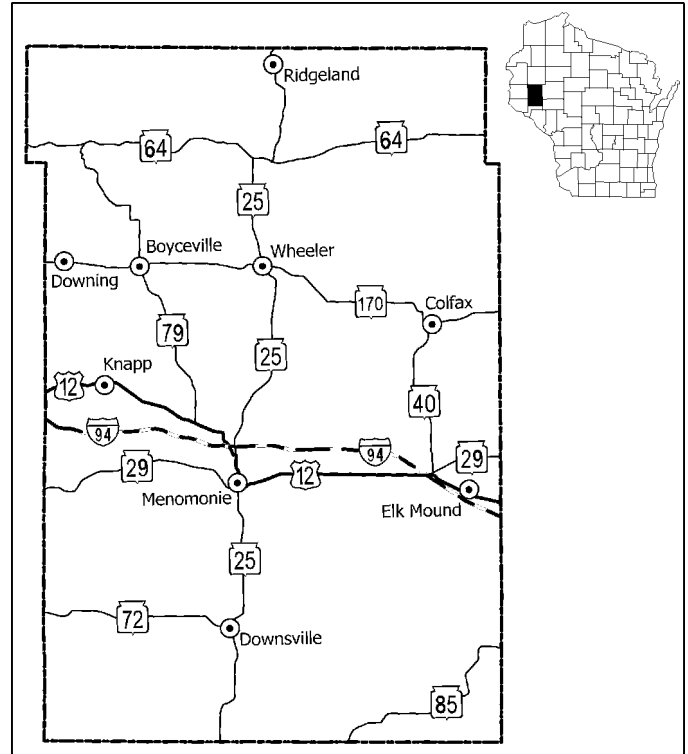 Ridgeland
64
64
25
Boyceville
Wheeler
Downing
170
Colfax
79
25
Knapp
12
40
94
94
29
29
12
Menomonie
Elk Mound
25
72
Downsville
85